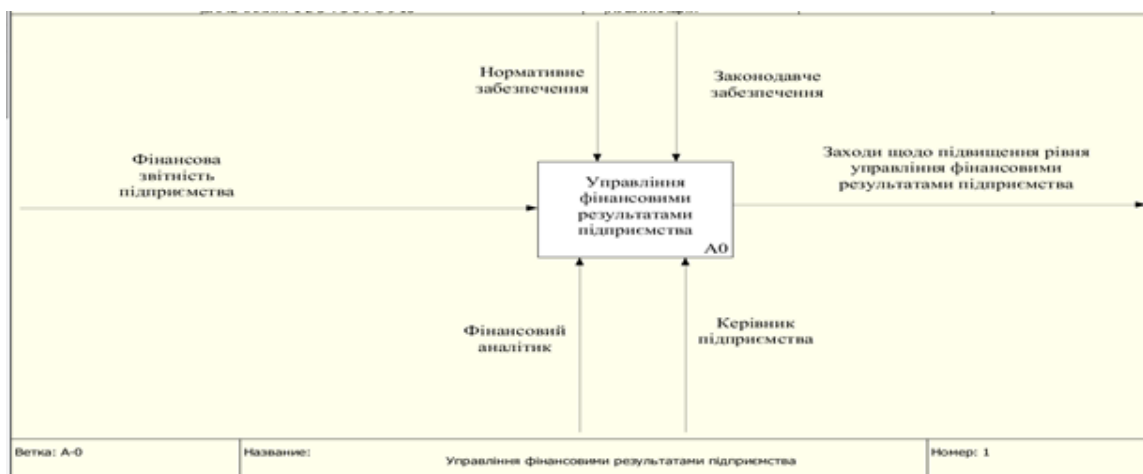 Нормативне
забезпечення
Законодавче
забезпечення
Фінансова
звітність
підприємства
Заходи щодо підвищення рівня
управління фінансовими
результатами підприємства
Управління
фінансовими
результатами
підприємства
A0
Фінансовий
аналітик
Керівник
підприємства
Ветка: A-0
Название:
Управління фінансовими результатами підприємства
Номер: 1